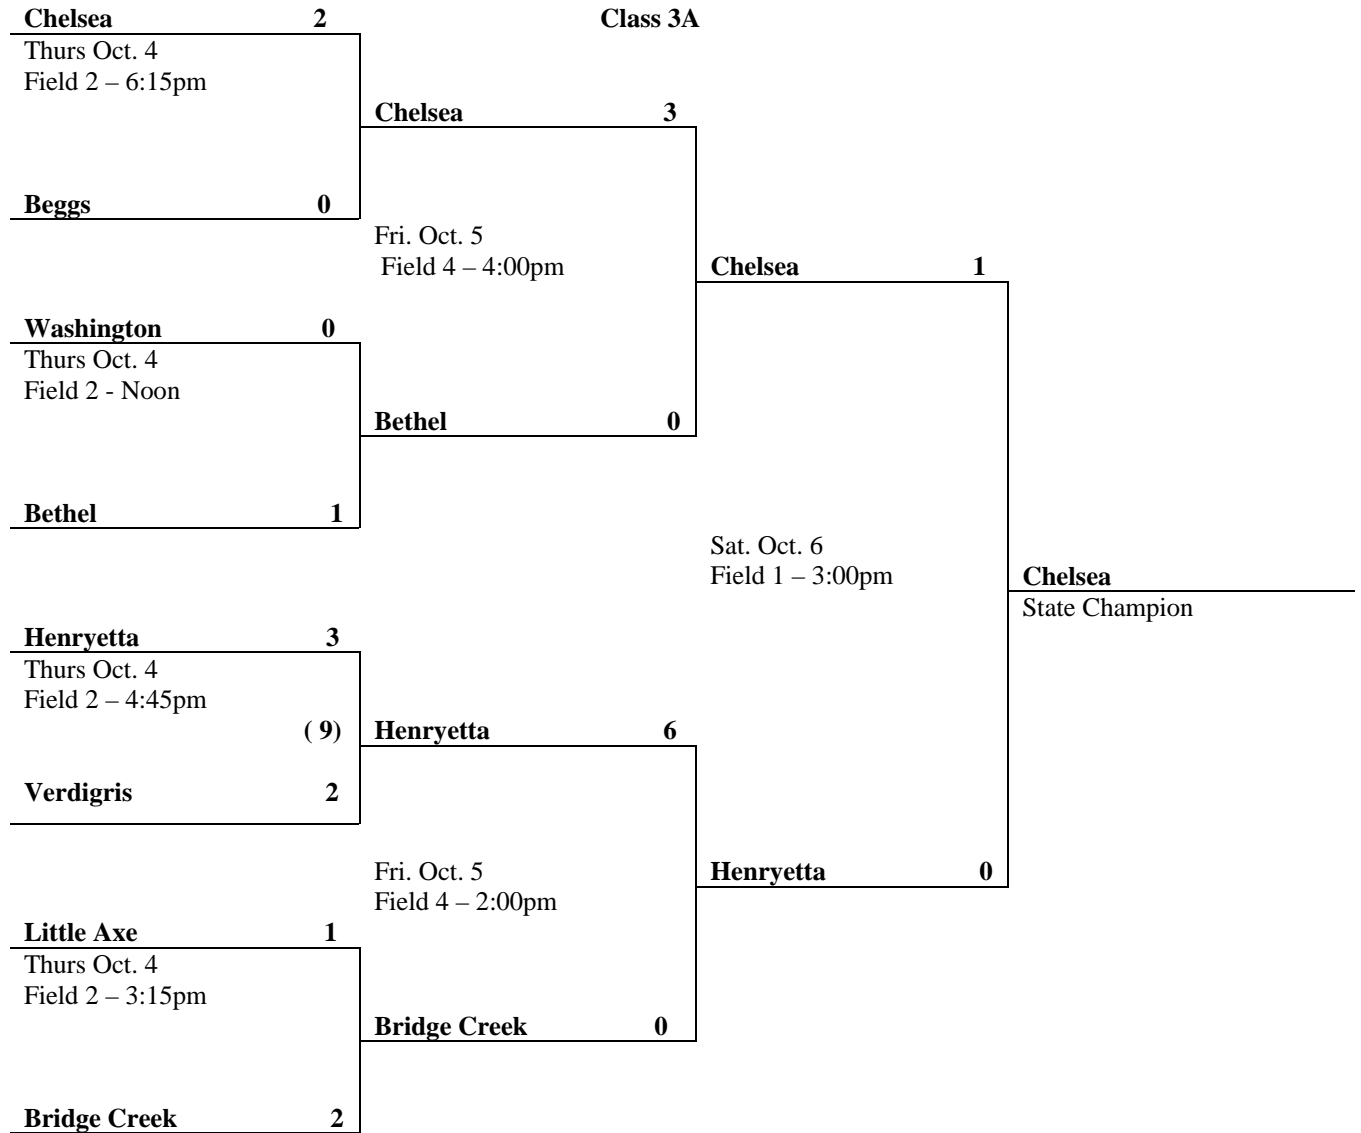 Chelsea 2 Class 3A
Thurs Oct. 4
Field 2 – 6:15pm
Chelsea 3
Beggs 0
Fri. Oct. 5
Field 4 – 4:00pm
Chelsea 1
Washington 0
Thurs Oct. 4
Field 2 - Noon
Bethel 0
Bethel 1
Sat. Oct. 6
Field 1 – 3:00pm
Chelsea
State Champion
Henryetta 3
Thurs Oct. 4
Field 2 – 4:45pm
( 9) Henryetta 6
Verdigris 2
Fri. Oct. 5
Field 4 – 2:00pm
Henryetta 0
Little Axe 1
Thurs Oct. 4
Field 2 – 3:15pm
Bridge Creek 0
Bridge Creek 2